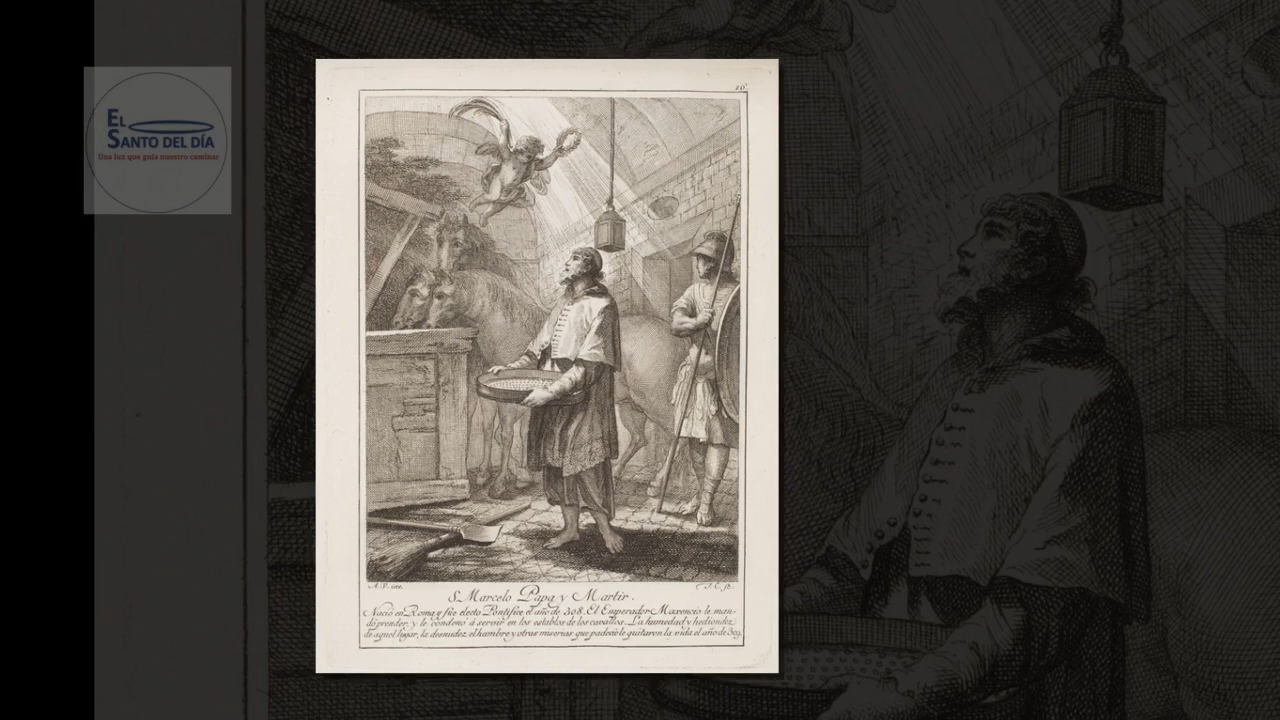 EL
SANTO DEL DÍA
Una luz que guía nuestro caminar
16
A. V. inv.
S. Marcelo Papa y Martir.
Nació en Roma y fue electo Pontifice el año de 308. El Emperador Maxencio le man-
dó prender, y le condenó á servir en los establos de los cavallos. La humedad y hediondez
de aquel lugar, la desnudez, el hambre y otras miserias que padeció le quitaron la vida el año de 309.